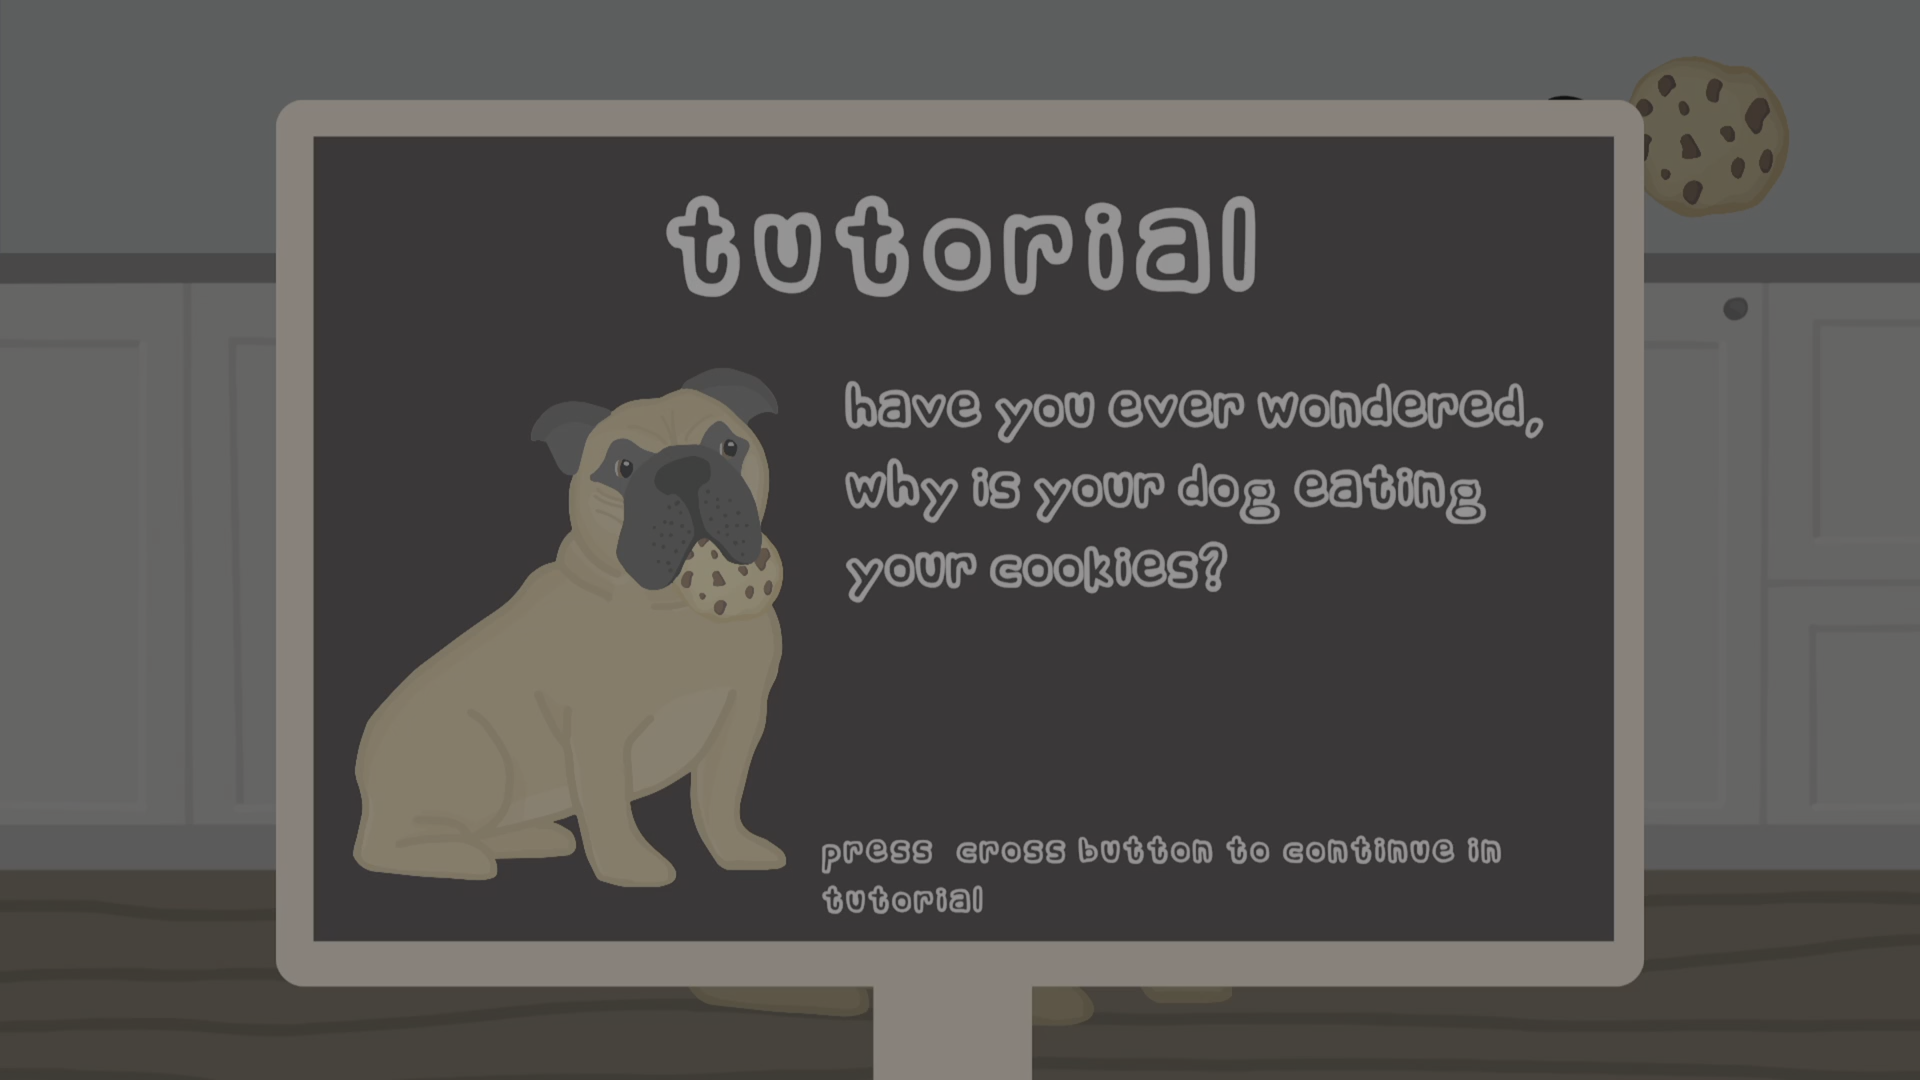 tutorial
have you ever wondered,
why is your dog eating
your cookies?
press cross button to continue in
tutorial